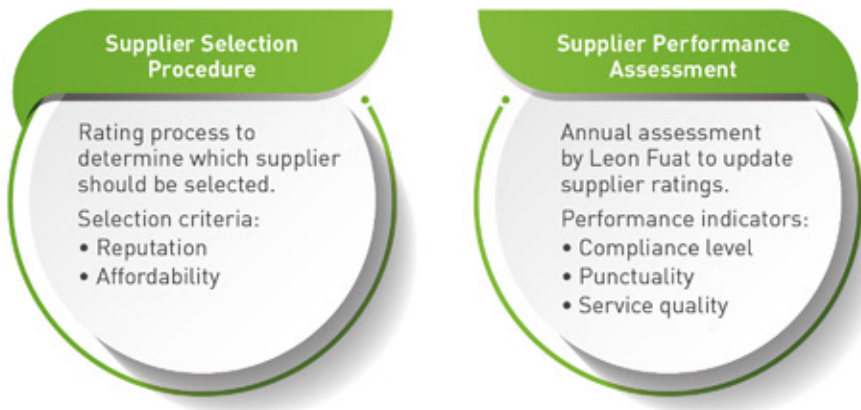 Supplier Selection
Procedure
Rating process to
determine which supplier
should be selected.
Selection criteria:
• Reputation
• Affordability
Supplier Performance
Assessment
Annual assessment
by Leon Fuat to update
supplier ratings.
Performance indicators:
• Compliance level
• Punctuality
• Service quality